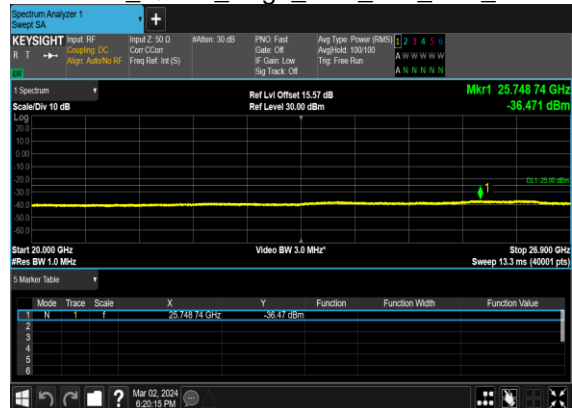 Spectrum Analyzer 1
Swept SA
KEYSIGHT Input: RF Input Z: 50 Ω #Atten: 30 dB PNO: Fast Avg Type: Power (RMS) 1 2 3 4 5 6
R T Coupling: DC Corr CCorr Gate: Off Avg|Hold: 100/100 A W W W W W
Align: Auto/No RF Freq Ref: Int (S) IF Gain: Low Trig: Free Run
Sig Track: Off A N N N N N
1 Spectrum Ref Lvl Offset 15.57 dB Mkr1 25.748 74 GHz
Scale/Div 10 dB Ref Level 30.00 dBm -36.471 dBm
Log
20.0
10.0
0.00
-10.0
-20.0 DL1 -25.00 dBm
-30.0 1
-40.0
-50.0
-60.0
Start 20.000 GHz Video BW 3.0 MHz* Stop 26.900 GHz
#Res BW 1.0 MHz Sweep 13.3 ms (40001 pts)
5 Marker Table
Mode Trace Scale X Y Function Function Width Function Value
1 N 1 f 25.748 74 GHz -36.47 dBm
2
3
4
5
6
? Mar 02, 2024
6:20:15 PM